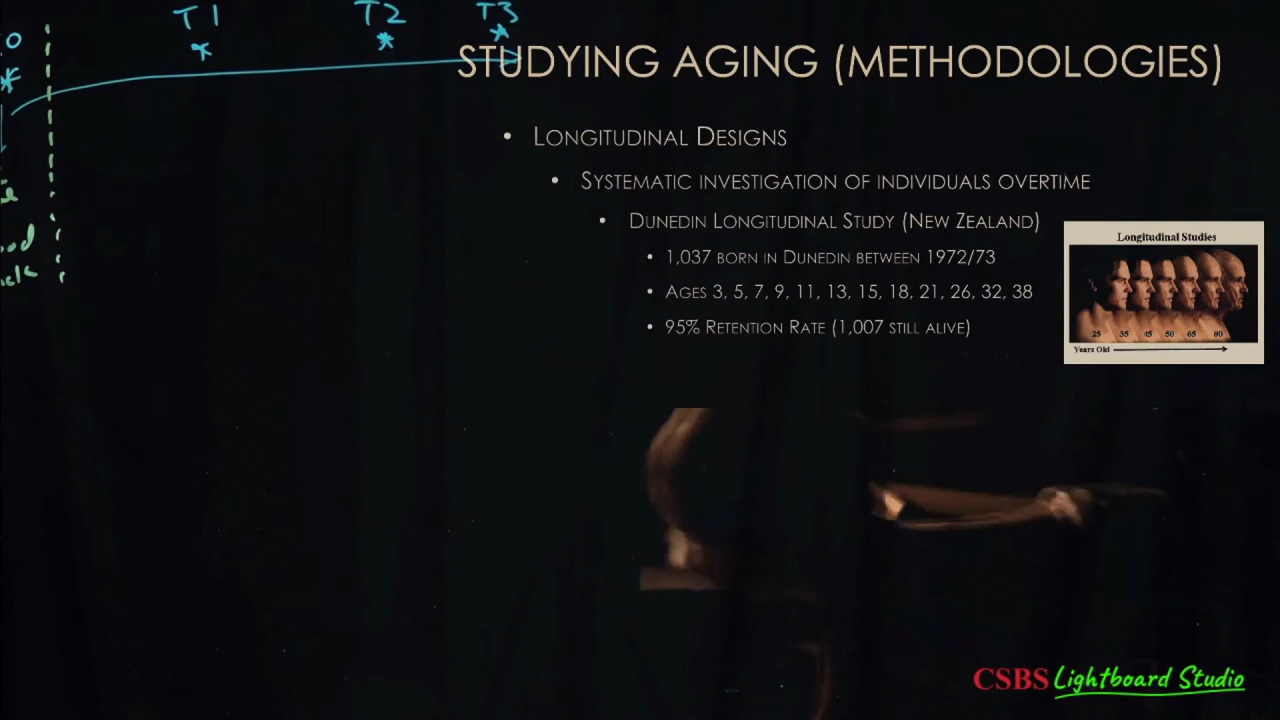 T1 T2 T3
STUDYING AGING (METHODOLOGIES)
• LONGITUDINAL DESIGNS
• SYSTEMATIC INVESTIGATION OF INDIVIDUALS OVERTIME
• DUNEDIN LONGITUDINAL STUDY (NEW ZEALAND)
• 1,037 BORN IN DUNEDIN BETWEEN 1972/73
• AGES 3, 5, 7, 9, 11, 13, 15, 18, 21, 26, 32, 38
• 95% RETENTION RATE (1,007 STILL ALIVE)
Longitudinal Studies
25 35 45 50 65 80
Years Old
CSBS Lightboard Studio